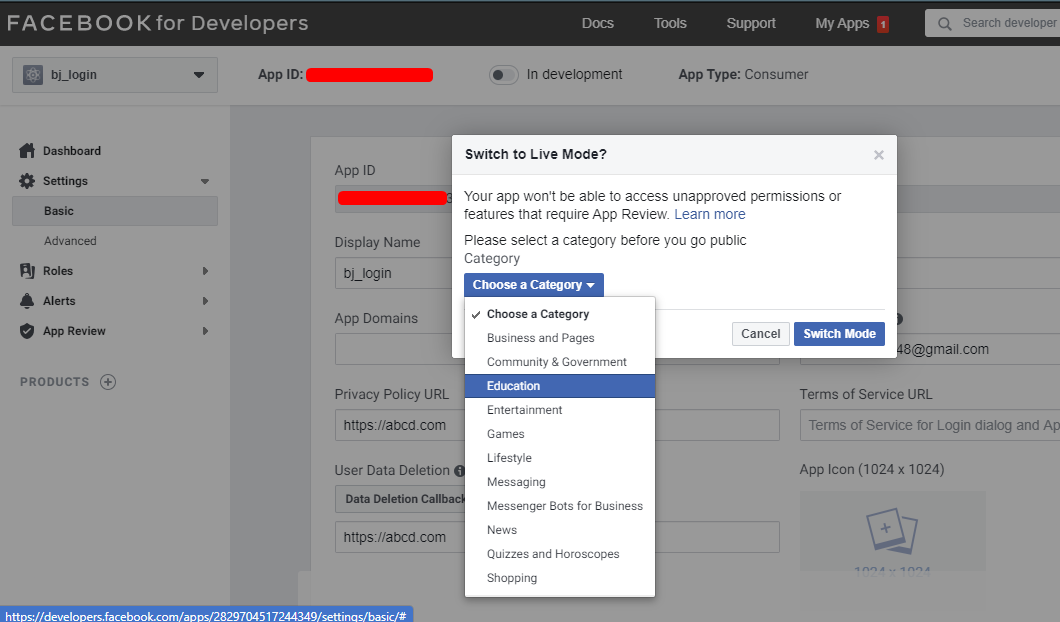 FACEBOOK for Developers
Docs
Tools
Support
My Apps 1
Search developer
bj_login
App ID:
In development
App Type: Consumer
Dashboard
Settings
Basic
Advanced
Roles
Alerts
App Review
PRODUCTS
App ID
Display Name
bj_login
App Domains
48@gmail.com
Privacy Policy URL
https://abcd.com
Terms of Service URL
Terms of Service for Login dialog and Ap
User Data Deletion
Data Deletion Callback
https://abcd.com
App Icon (1024 x 1024)
1024 x 1024
Switch to Live Mode?
Your app won't be able to access unapproved permissions or
features that require App Review. Learn more
Please select a category before you go public
Category
Choose a Category
Cancel
Switch Mode
Choose a Category
Business and Pages
Community & Government
Education
Entertainment
Games
Lifestyle
Messaging
Messenger Bots for Business
News
Quizzes and Horoscopes
Shopping
https://developers.facebook.com/apps/2829704517244349/settings/basic/#